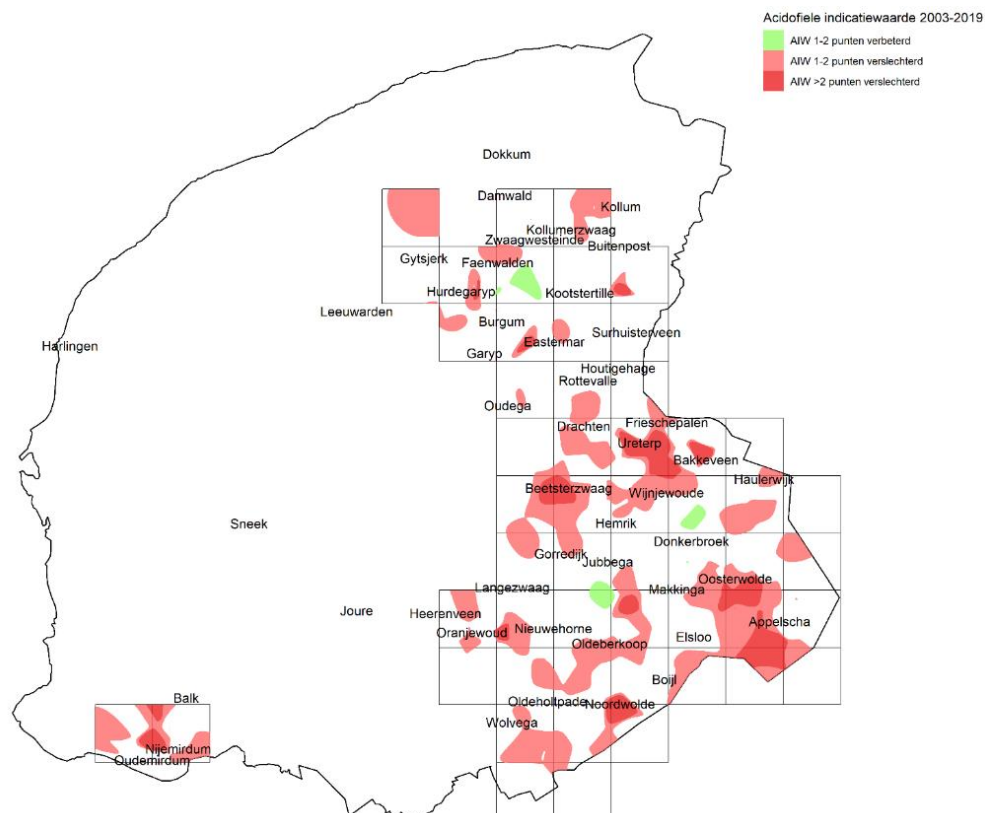 Acidofiele indicatiewaarde 2003-2019
AIW 1-2 punten verbeterd
AIW 1-2 punten verslechterd
AIW >2 punten verslechterd
Dokkum
Damwald
Kollum
Kollumerzwaag
Zwaagwesteinde
Buitenpost
Gytsjerk
Faenwalden
Hurdegaryp
Kootstertille
Leeuwarden
Burgum
Surhuisterveen
Eastermar
Harlingen
Garyp
Houtigehage
Rottevalle
Oudega
Frieschepalen
Drachten
Ureterp
Bakkeveen
Haulerwijk
Beetsterzwaag
Wijnjewoude
Sneek
Hemrik
Donkerbroek
Gorredijk
Jubbega
Oosterwolde
Langezwaag
Makkinga
Joure
Heerenveen
Appelscha
Oranjewoud
Nieuwehorne
Elsloo
Oldeberkoop
Boijl
Balk
Oldeholtpade
Noordwolde
Wolvega
Nijemirdum
Oudemirdum